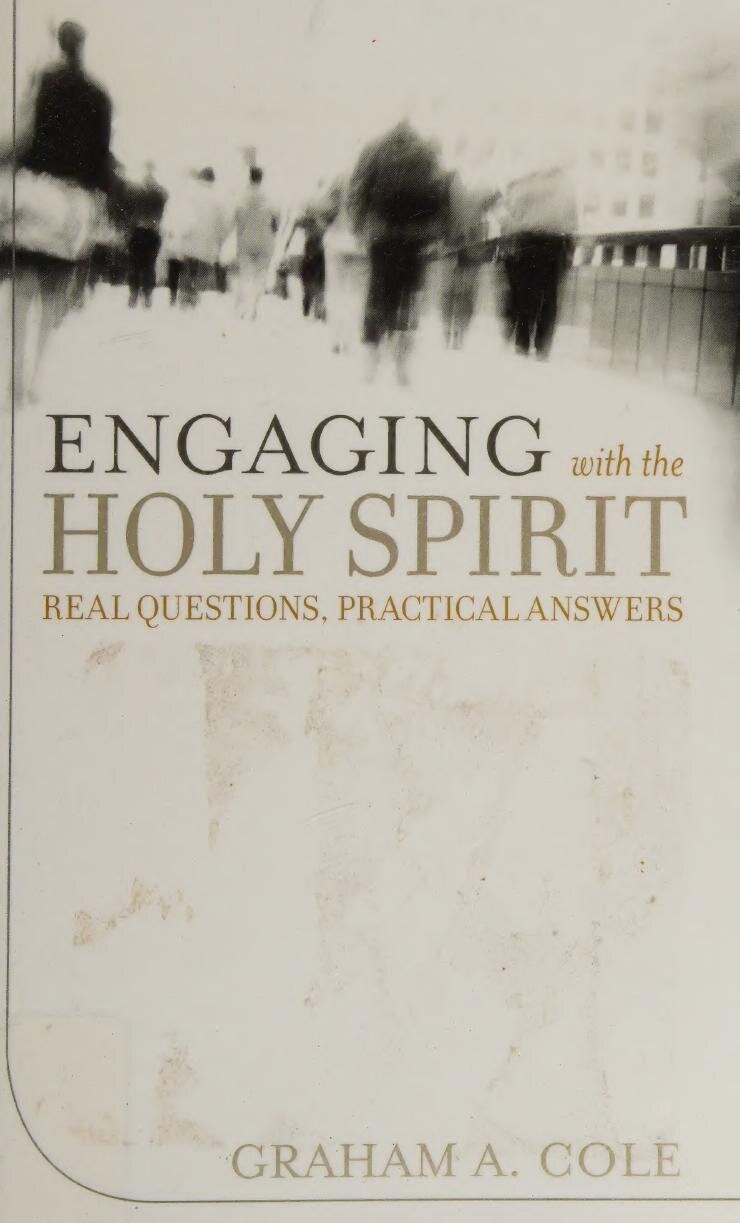 ENGAGING with the
HOLY SPIRIT
REAL QUESTIONS, PRACTICAL ANSWERS
GRAHAM A. COLE